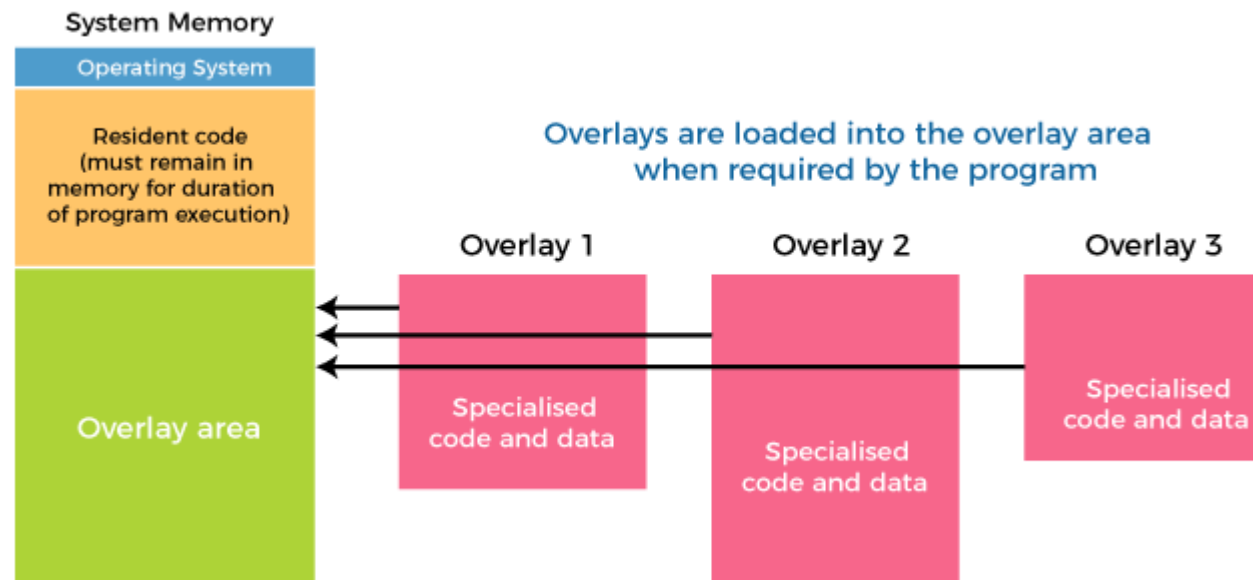 System Memory
Operating System
Resident code
(must remain in
memory for duration
of program execution)
Overlay area
Overlays are loaded into the overlay area
when required by the program
Overlay 1
Specialised
code and data
Overlay 2
Specialised
code and data
Overlay 3
Specialised
code and data